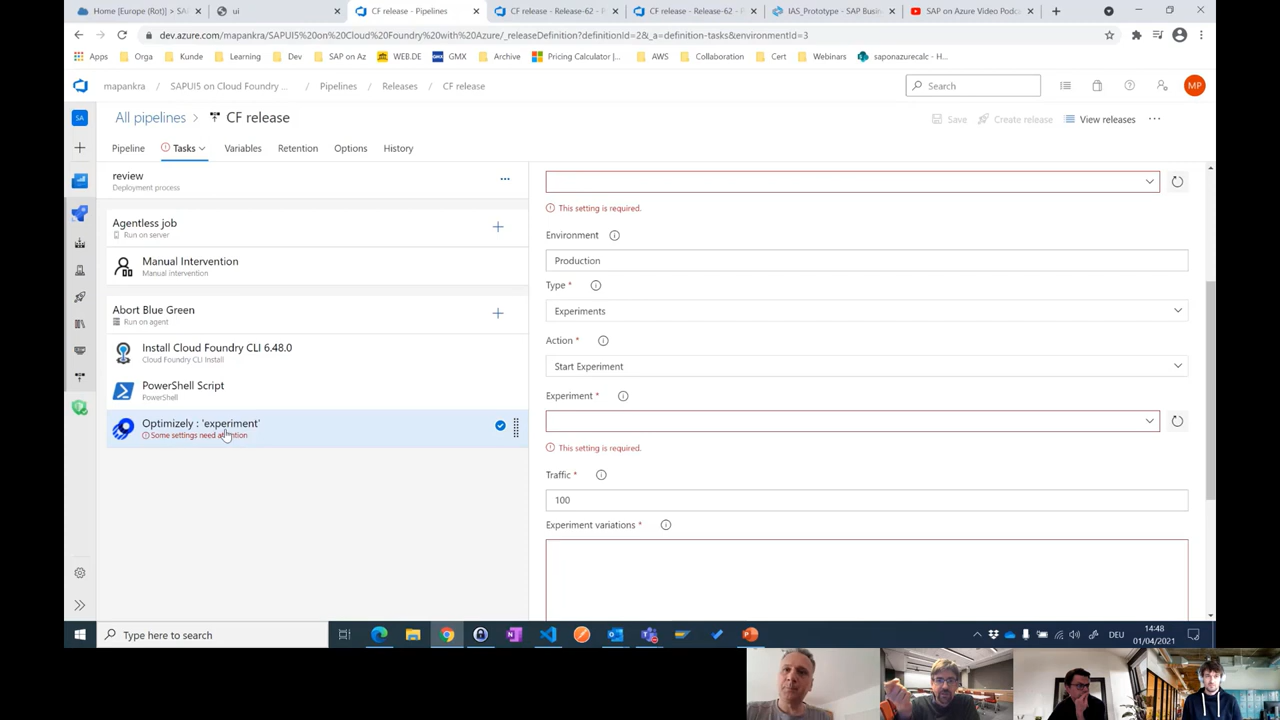 Home [Europe (Rot)] > SA
ui
CF release - Pipelines
CF release - Release-62 - P
CF release - Release-62 - P
IAS_Prototype - SAP Busin
SAP on Azure Video Podc
dev.azure.com/mapankra/SAPUI5%20on%20Cloud%20Foundry%20with%20Azure/_releaseDefinition?definitionId=2&_a=definition-tasks&environmentId=3
Apps
Orga
Kunde
Learning
Dev
SAP on Az
WEB.DE
GMX
Archive
Pricing Calculator |...
AWS
Collaboration
Cert
Webinars
saponazurecalc - H...
mapankra / SAPUI5 on Cloud Foundry ... / Pipelines / Releases / CF release
Search
MP
SA
All pipelines > CF release
Save
Create release
View releases
Pipeline
Tasks
Variables
Retention
Options
History
review
Deployment process
Agentless job
Run on server
Manual Intervention
Manual intervention
Abort Blue Green
Run on agent
Install Cloud Foundry CLI 6.48.0
Cloud Foundry CLI Install
PowerShell Script
PowerShell
Optimizely : 'experiment'
Some settings need attention
This setting is required.
Environment
Production
Type *
Experiments
Action *
Start Experiment
Experiment *
This setting is required.
Traffic *
100
Experiment variations *
Type here to search
DEU
14:48
01/04/2021